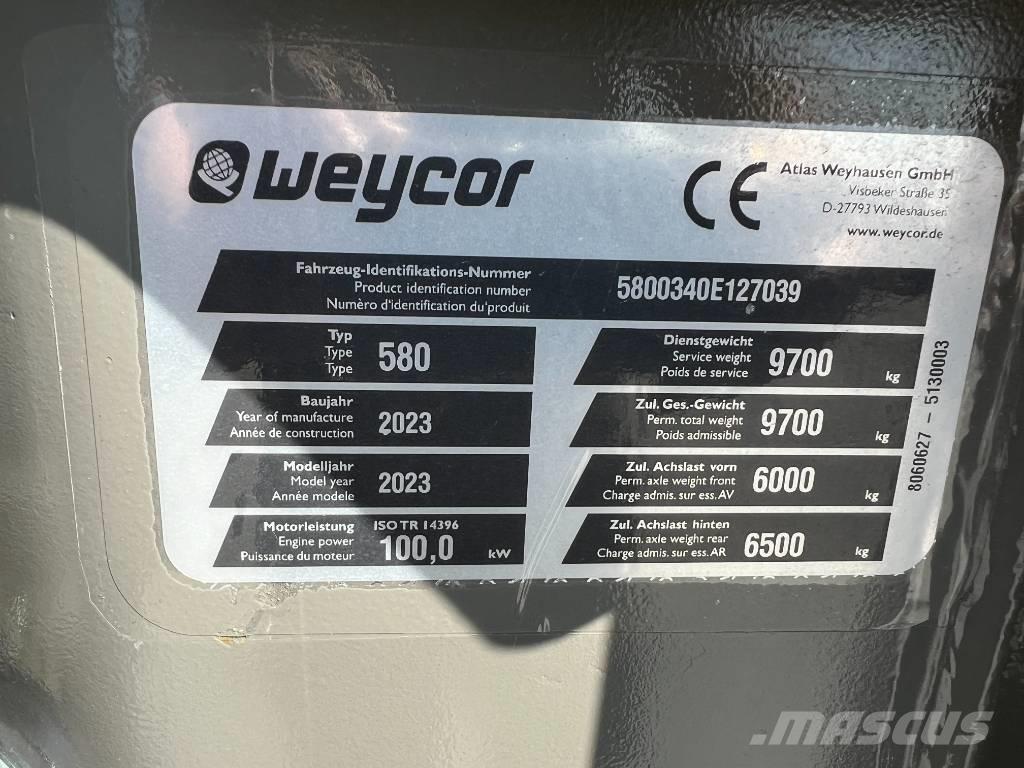 weycor
CE
Atlas Weyhausen GmbH
Visbeker Straße 35
D-27793 Wildeshausen
www.weycor.de
Fahrzeug-Identifikations-Nummer
Product identification number
Numèro d'identification du'produit
5800340E127039
Typ
Type
Type
580
Dienstgewicht
Service weight
Poids de service
9700 kg
Baujahr
Year of manufacture
Année de construction
2023
Zul. Ges.-Gewicht
Perm. total weight
Poids admissible
9700 kg
Modelljahr
Model year
Année modele
2023
Zul. Achslast vorn
Perm. axle weight front
Charge admis. sur ess. AV
6000 kg
Motorleistung
Engine power
Puissance du moteur
ISO TR 14396
100,0 kW
Zul. Achslast hinten
Perm. axle weight rear
Charge admis. sur ess. AR
6500 kg
8060627 - 5130003
MASCUS